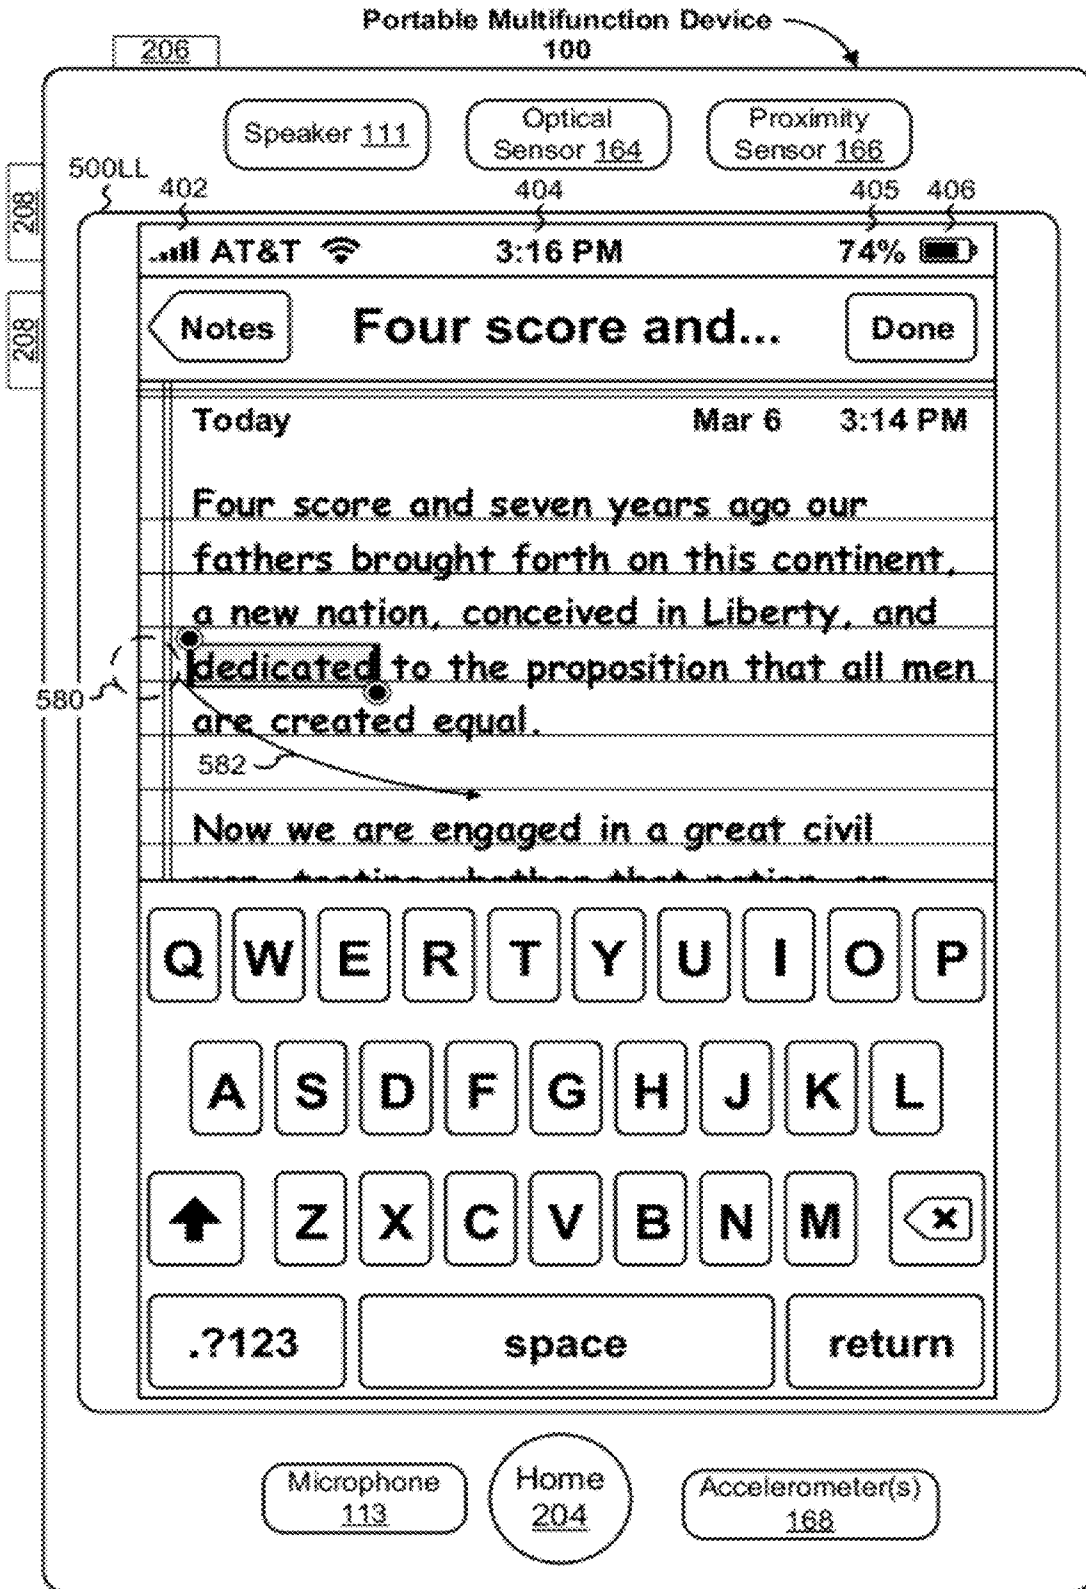 Portable Multifunction Device
100
206
Speaker 111
Optical
Sensor 164
Proximity
Sensor 166
208
208
500LL
402
404
405
406
AT&T
3:16 PM
74%
Notes
Four score and...
Done
Today
Mar 6
3:14 PM
Four score and seven years ago our
fathers brought forth on this continent,
a new nation, conceived in Liberty, and
dedicated to the proposition that all men
are created equal.
580
582
Now we are engaged in a great civil
Q W E R T Y U I O P
A S D F G H J K L
Z X C V B N M
.?123
space
return
Microphone
113
Home
204
Accelerometer(s)
168